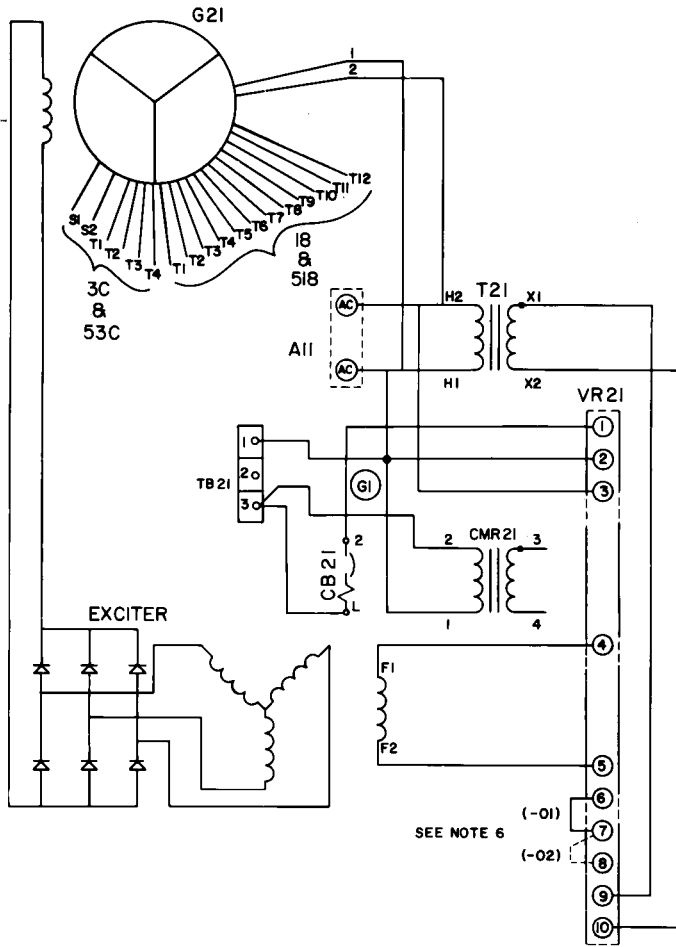 G21
1
2
S1
S2
T1
T2
T3
T4
T1
T2
T3
T4
T5
T6
T7
T8
T9
T10
T11
T12
3C
&
53C
18
&
518
A11
AC
AC
H2
T21
X1
H1
X2
VR21
1
2
3
4
5
6
7
8
9
10
TB21
1
2
3
G1
CB21
2
L
2
CMR21
3
1
4
EXCITER
F1
F2
(-01)
(-02)
SEE NOTE 6